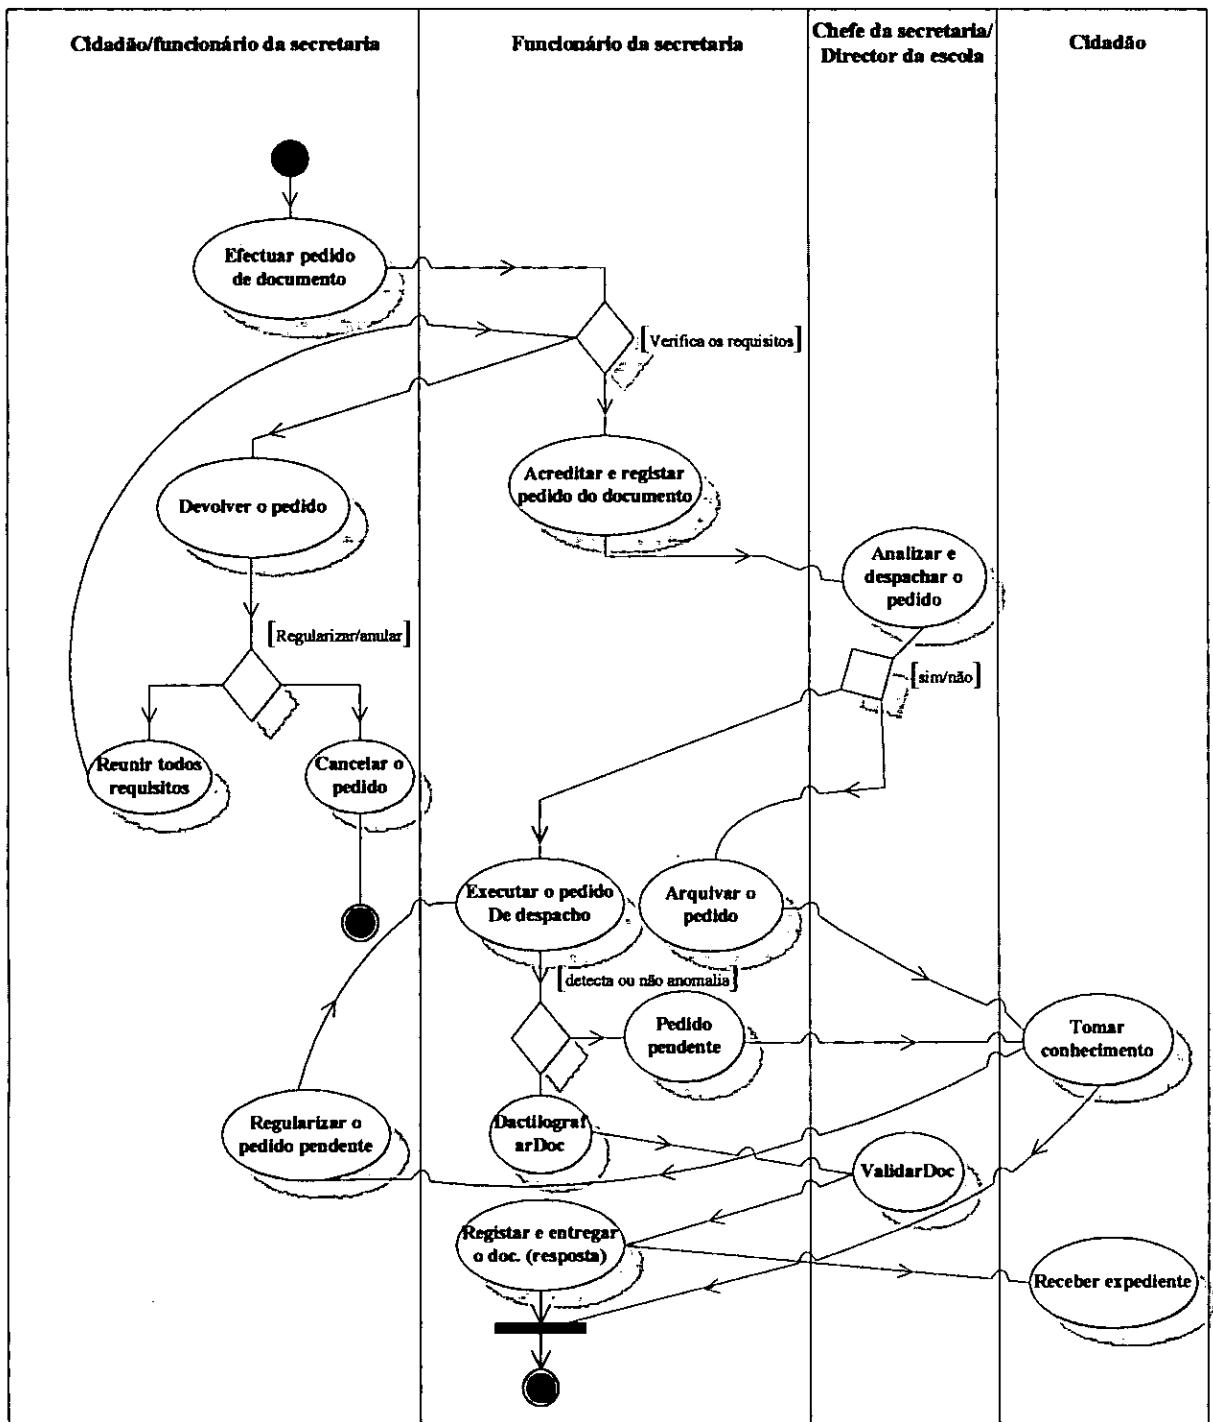 Cidadão/funcionário da secretaria
Funcionário da secretaria
Chefe da secretaria/
Director da escola
Cidadão
Efectuar pedido
de documento
[Verifica os requisitos]
Devolver o pedido
Acreditar e registar
pedido do documento
Analizar e
despachar o
pedido
[Regularizar/anular]
[sim/não]
Reunir todos
requisitos
Cancelar o
pedido
Executar o pedido
De despacho
Arquivar o
pedido
[detecta ou não anomalia]
Pedido
pendente
Tomar
conhecimento
Regularizar o
pedido pendente
Dactilograf
arDoc
ValidarDoc
Registar e entregar
o doc. (resposta)
Receber expediente